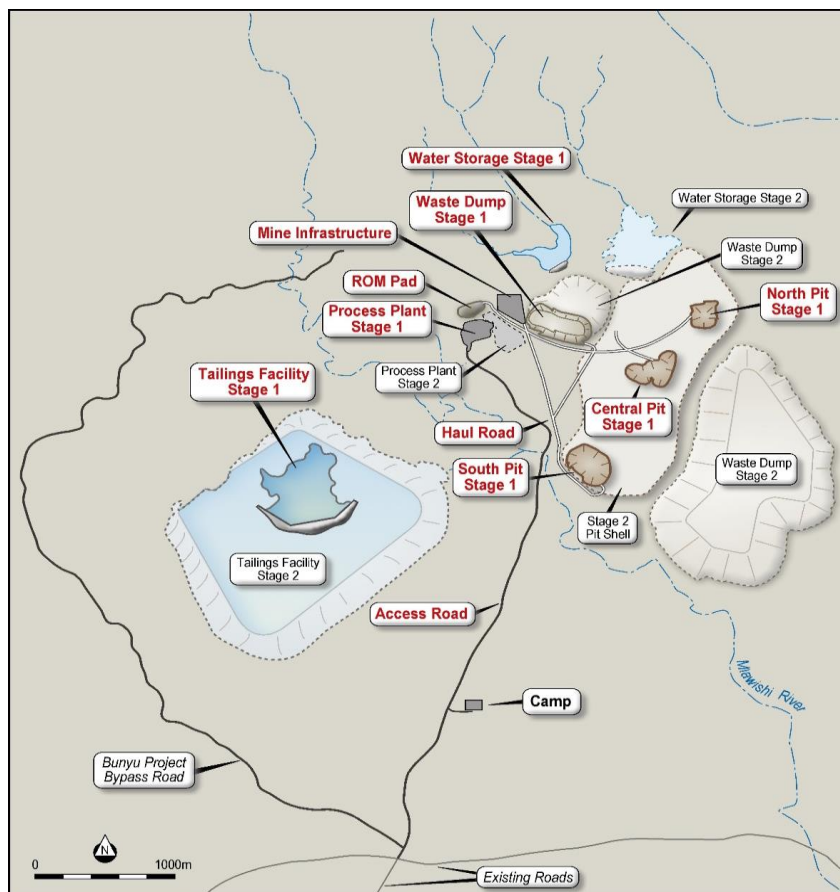 Water Storage Stage 1
Waste Dump
Stage 1
Water Storage Stage 2
Mine Infrastructure
Waste Dump
Stage 2
ROM Pad
North Pit
Stage 1
Process Plant
Stage 1
Process Plant
Stage 2
Tailings Facility
Stage 1
Central Pit
Stage 1
Haul Road
South Pit
Stage 1
Waste Dump
Stage 2
Stage 2
Pit Shell
Tailings Facility
Stage 2
Access Road
Mlawishi River
Camp
Bunyu Project
Bypass Road
N
0 1000m
Existing Roads